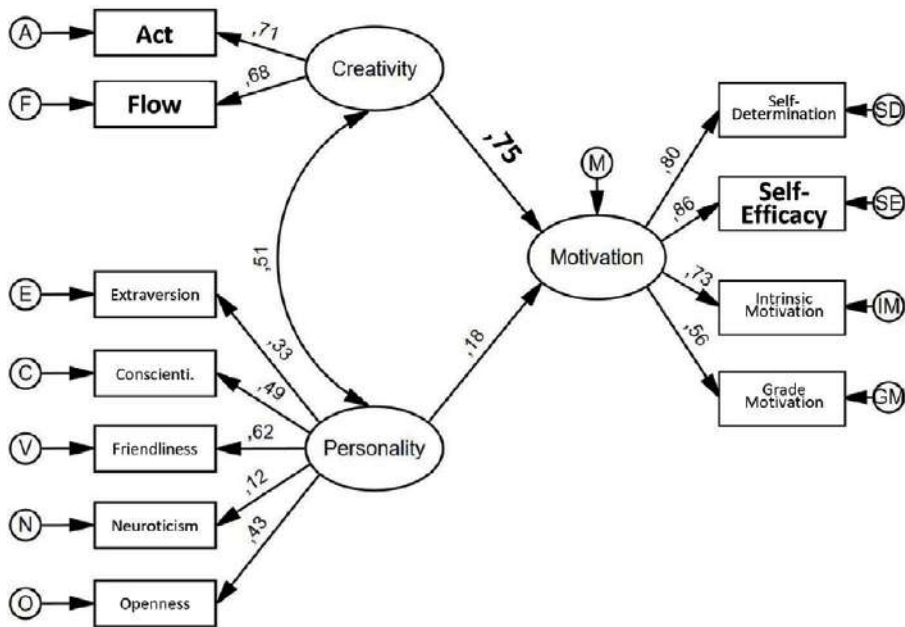 A
Act
,71
Creativity
F
Flow
,68
,75
M
Self-
Determination
SD
,80
Self-
Efficacy
SE
,86
Motivation
,51
E
Extraversion
,33
,73
Intrinsic
Motivation
IM
,18
,56
C
Conscienti.
,49
Grade
Motivation
GM
V
Friendliness
,62
Personality
N
Neuroticism
,12
,43
O
Openness